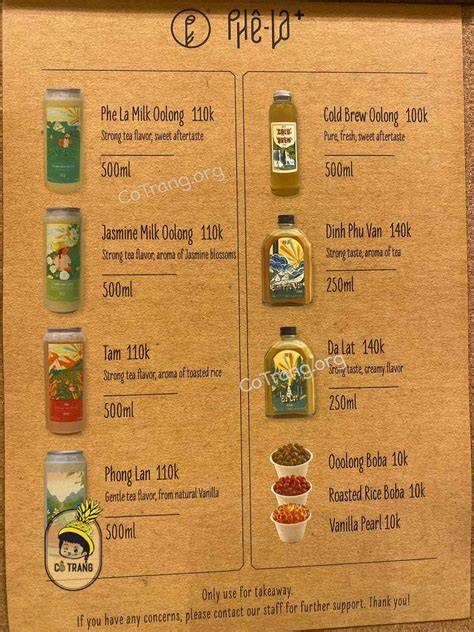 Phê-La+
Phe La Milk Oolong 110k
Strong tea flavor, sweet aftertaste
500ml
Jasmine Milk Oolong 110k
Strong tea flavor, aroma of Jasmine blossoms
500ml
Tam 110k
Strong tea flavor, aroma of toasted rice
500ml
Phong Lan 110k
Gentle tea flavor, from natural Vanilla
500ml
Cold Brew Oolong 100k
Pure, fresh, sweet aftertaste
500ml
COLD BREW
Dinh Phu Van 140k
Strong taste, aroma of tea
250ml
Da Lat 140k
Strong taste, creamy flavor
250ml
Ooolong Boba 10k
Roasted Rice Boba 10k
Vanilla Pearl 10k
CoTrang.org
CoTrang.org
CÔ TRANG
Only use for takeaway.
If you have any concerns, please contact our staff for further support. Thank you!